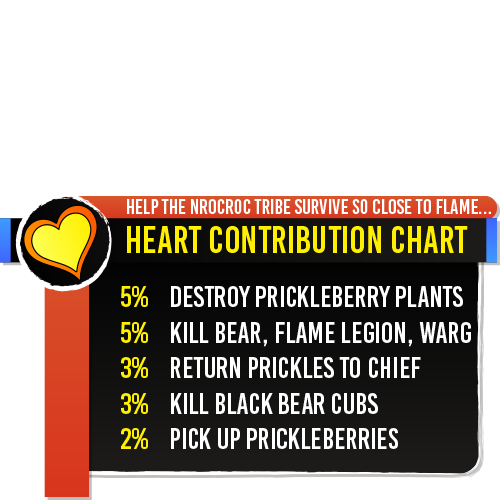 HELP THE NROCROC TRIBE SURVIVE SO CLOSE TO FLAME...
HEART CONTRIBUTION CHART
5% DESTROY PRICKLEBERRY PLANTS
5% KILL BEAR, FLAME LEGION, WARG
3% RETURN PRICKLES TO CHIEF
3% KILL BLACK BEAR CUBS
2% PICK UP PRICKLEBERRIES